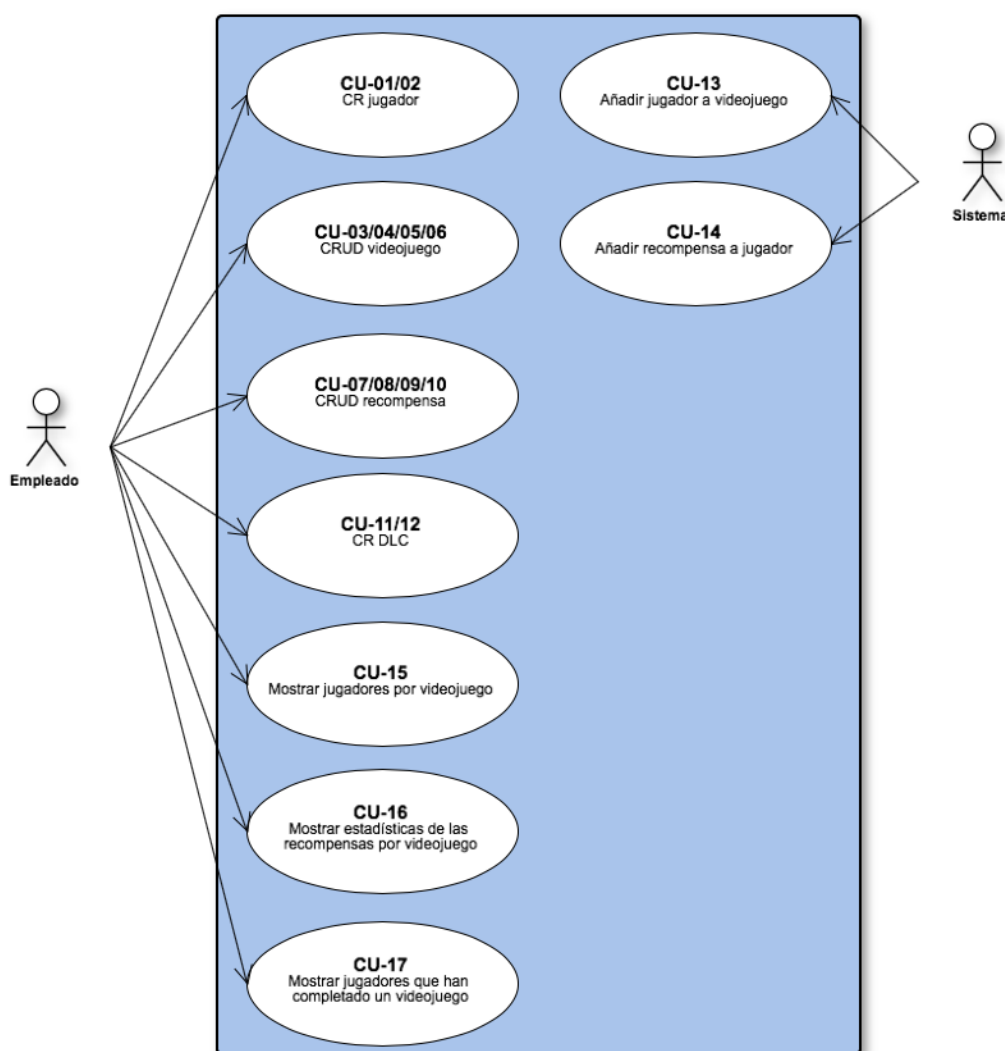 CU-01/02
CR jugador
CU-13
Añadir jugador a videojuego
Sistema
CU-03/04/05/06
CRUD videojuego
CU-14
Añadir recompensa a jugador
CU-07/08/09/10
CRUD recompensa
Empleado
CU-11/12
CR DLC
CU-15
Mostrar jugadores por videojuego
CU-16
Mostrar estadísticas de las
recompensas por videojuego
CU-17
Mostrar jugadores que han
completado un videojuego